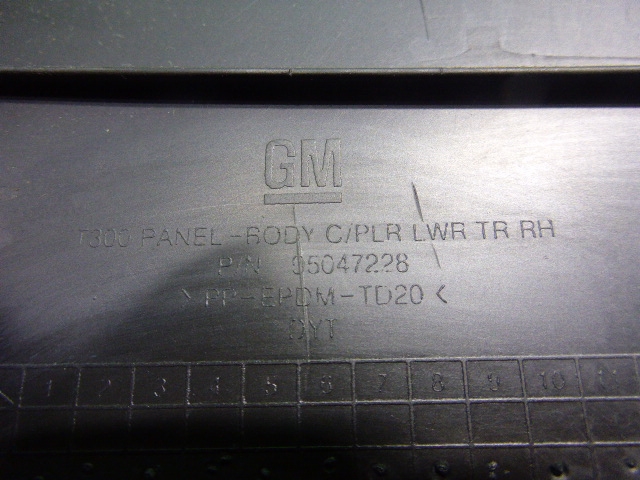 GM
T300 PANEL-BODY C/PLR LWR TR RH
P/N 95047228
>PP-EPDM-TD20<
DYT
1 2 3 4 5 6 7 8 9 10 11